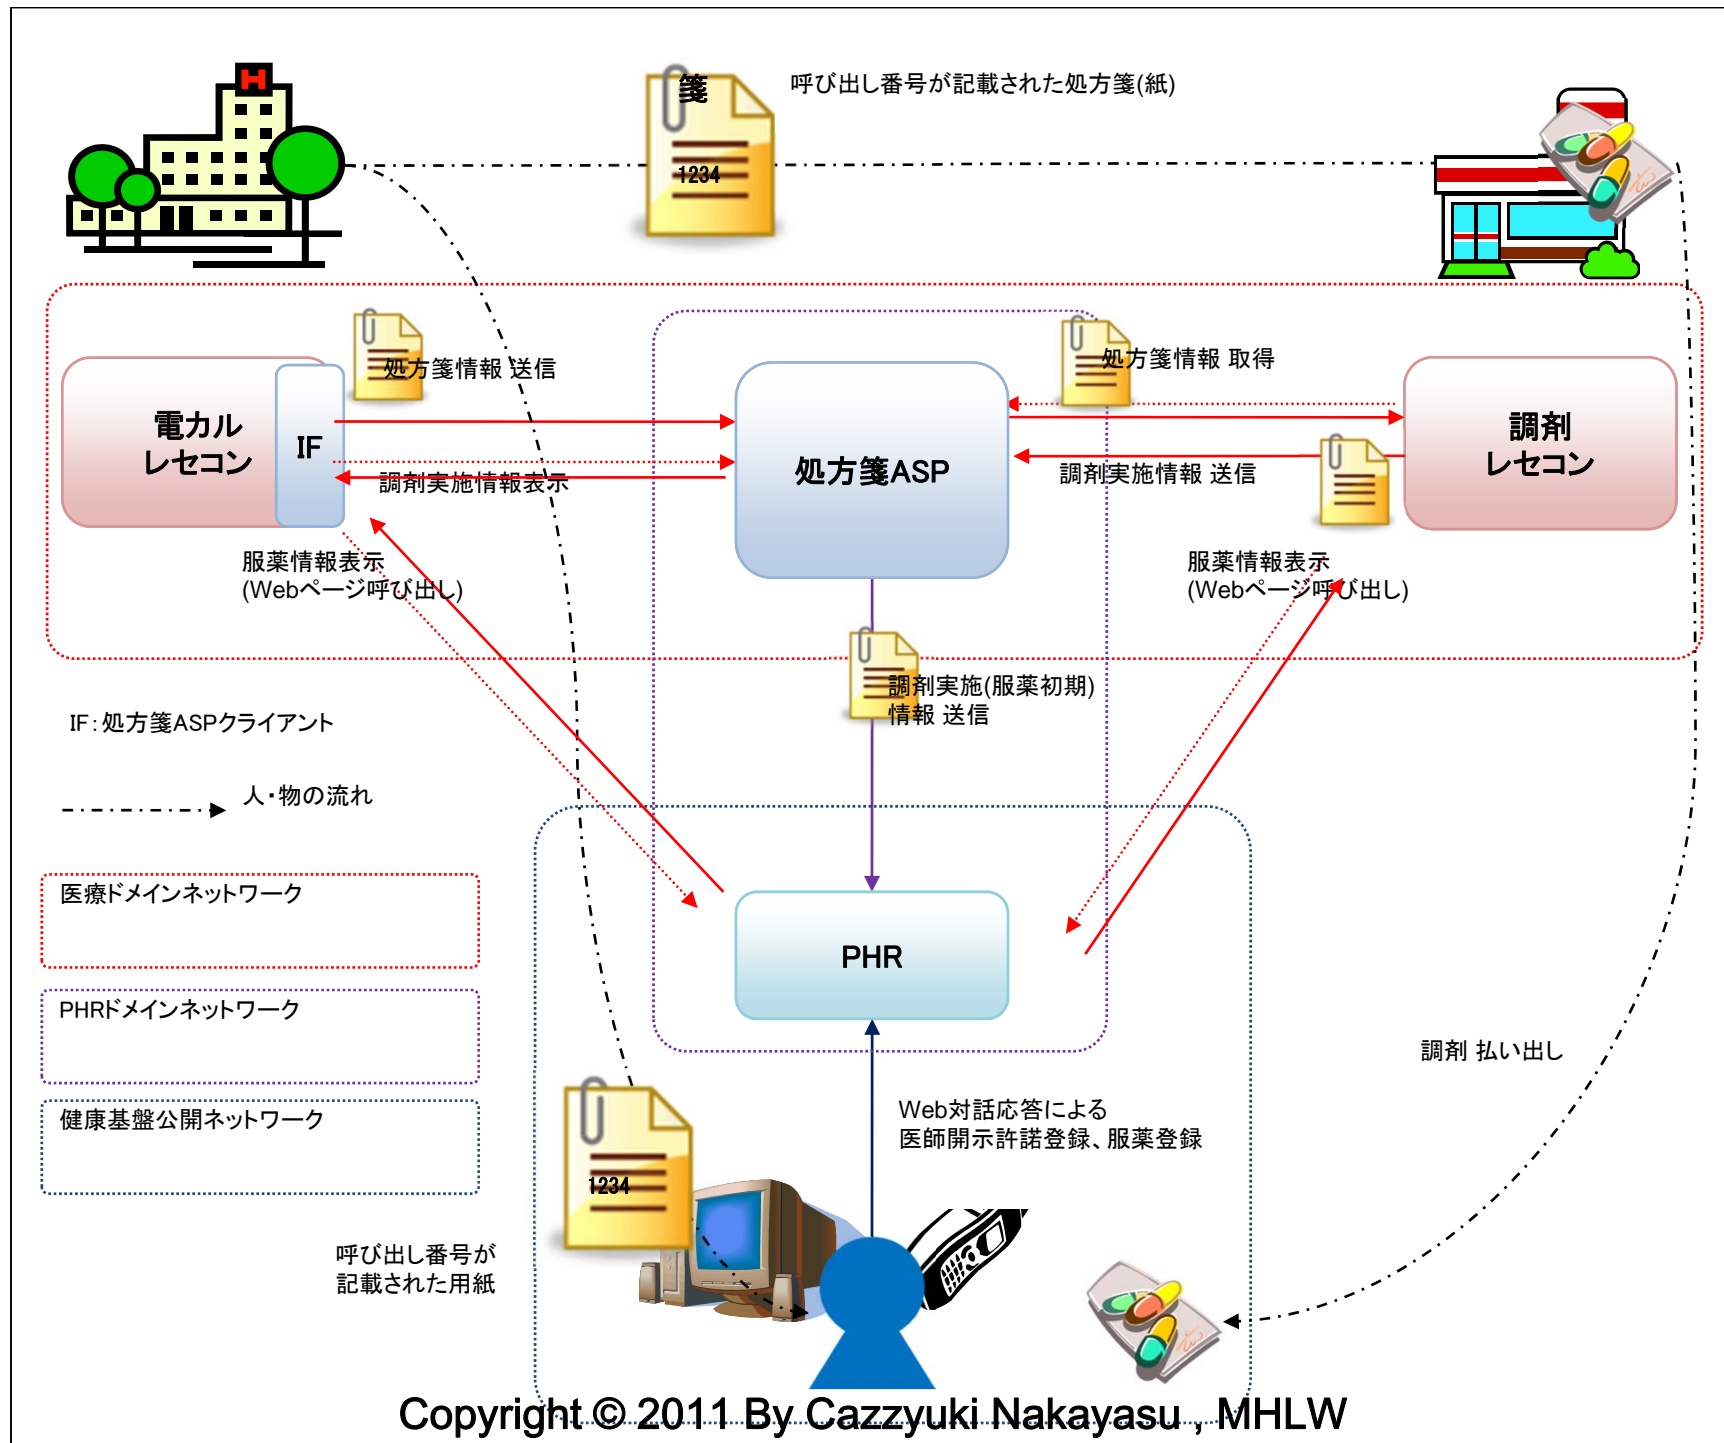 H
箋
1234
呼び出し番号が記載された処方箋(紙)
処方箋情報 送信
処方箋情報 取得
電カル
レセコン
IF
処方箋ASP
調剤
レセコン
調剤実施情報表示
調剤実施情報 送信
服薬情報表示
(Webページ呼び出し)
服薬情報表示
(Webページ呼び出し)
調剤実施(服薬初期)
情報 送信
IF：処方箋ASPクライアント
人・物の流れ
医療ドメインネットワーク
PHRドメインネットワーク
健康基盤公開ネットワーク
PHR
調剤 払い出し
Web対話応答による
医師開示許諾登録、服薬登録
1234
呼び出し番号が
記載された用紙
Copyright © 2011 By Cazzyuki Nakayasu , MHLW